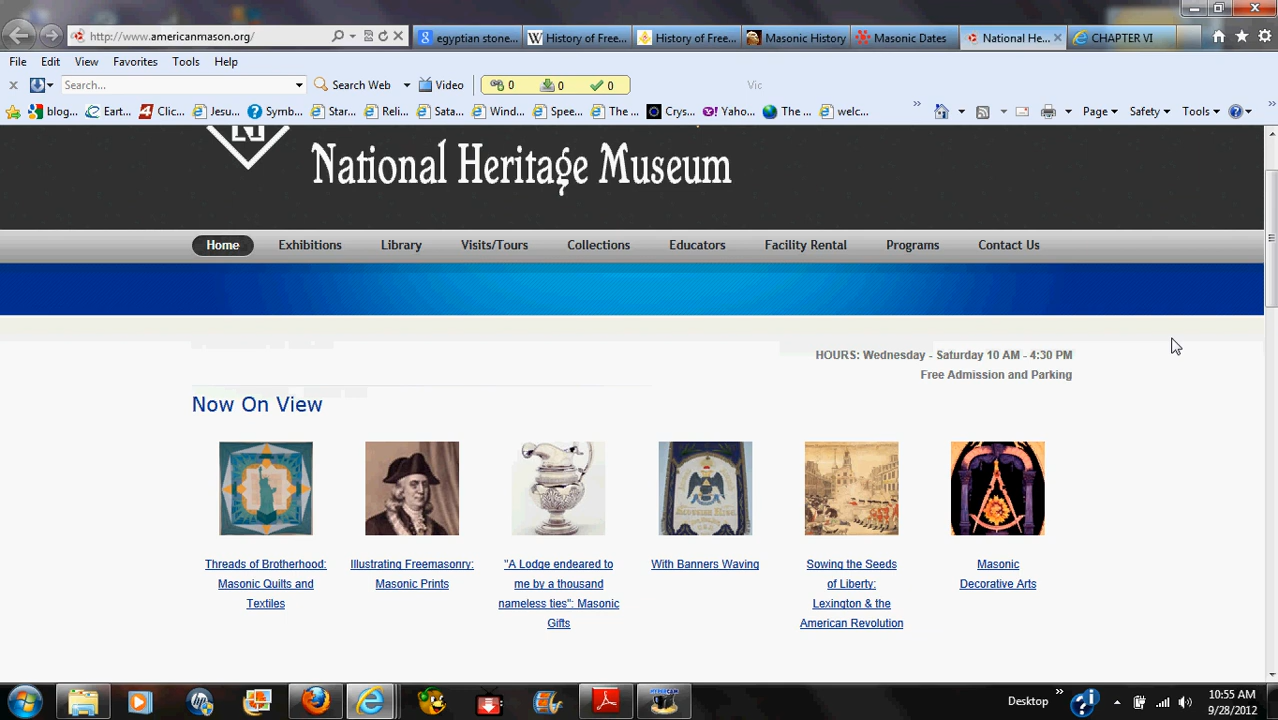 http://www.americanmason.org/
egyptian stone...
History of Free...
History of Free...
Masonic History
Masonic Dates
National He...
CHAPTER VI
File Edit View Favorites Tools Help
Search...
Search Web
Video
0 0 0
Vic
blog... Eart... Clic... Jesu... Symb... Star... Reli... Sata... Wind... Spee... The ... Crys... Yaho... The ... welc...
Page Safety Tools
National Heritage Museum
Home Exhibitions Library Visits/Tours Collections Educators Facility Rental Programs Contact Us
HOURS: Wednesday - Saturday 10 AM - 4:30 PM
Free Admission and Parking
Now On View
Threads of Brotherhood:
Masonic Quilts and
Textiles
Illustrating Freemasonry:
Masonic Prints
"A Lodge endeared to
me by a thousand
nameless ties": Masonic
Gifts
With Banners Waving
Sowing the Seeds
of Liberty:
Lexington & the
American Revolution
Masonic
Decorative Arts
Desktop
10:55 AM
9/28/2012